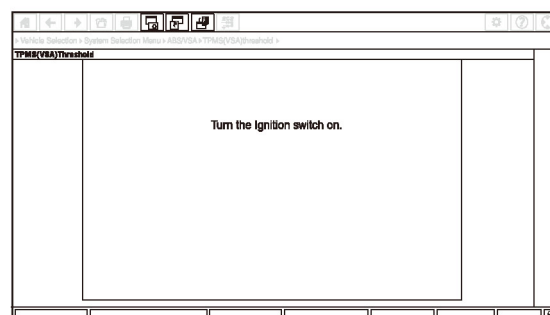 › Vehicle Selection › System Selection Menu › ABS/VSA › TPMS(VSA)threshold ›
TPMS(VSA)Threshold
Turn the Ignition switch on.